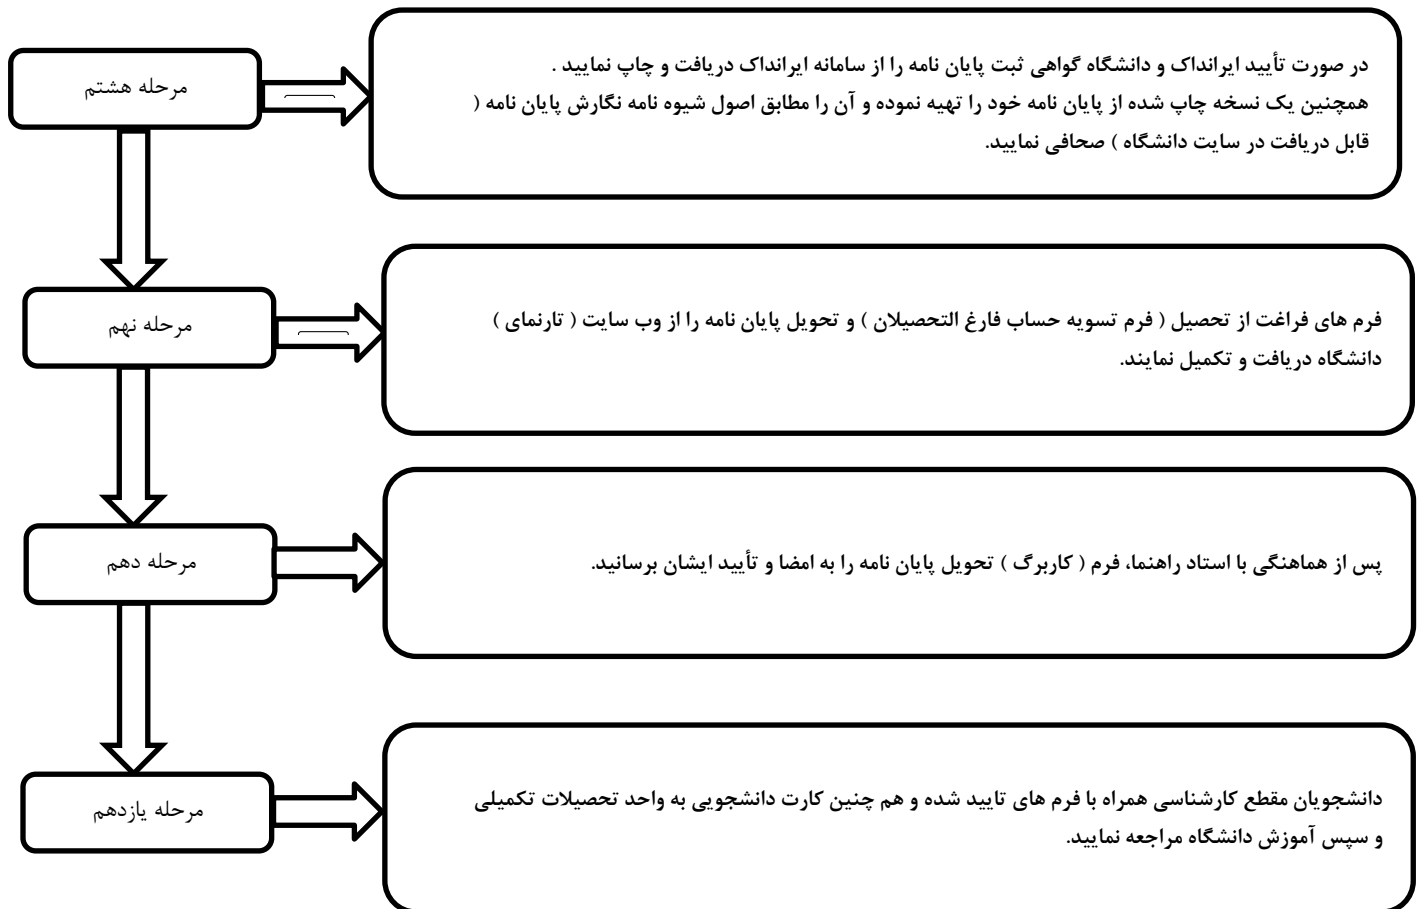 مرحله هشتم
در صورت تأیید ایرانداک و دانشگاه گواهی ثبت پایان نامه را از سامانه ایرانداک دریافت و چاپ نمایید .
همچنین یک نسخه چاپ شده از پایان نامه خود را تهیه نموده و آن را مطابق اصول شیوه نامه نگارش پایان نامه (
قابل دریافت در سایت دانشگاه ) صحافی نمایید.
مرحله نهم
فرم های فراغت از تحصیل ( فرم تسویه حساب فارغ التحصیلان ) و تحویل پایان نامه را از وب سایت ( تارنمای )
دانشگاه دریافت و تکمیل نمایند.
مرحله دهم
پس از هماهنگی با استاد راهنما، فرم ( کاربرگ ) تحویل پایان نامه را به امضا و تأیید ایشان برسانید.
مرحله یازدهم
دانشجویان مقطع کارشناسی همراه با فرم های تایید شده و هم چنین کارت دانشجویی به واحد تحصیلات تکمیلی
و سپس آموزش دانشگاه مراجعه نمایید.